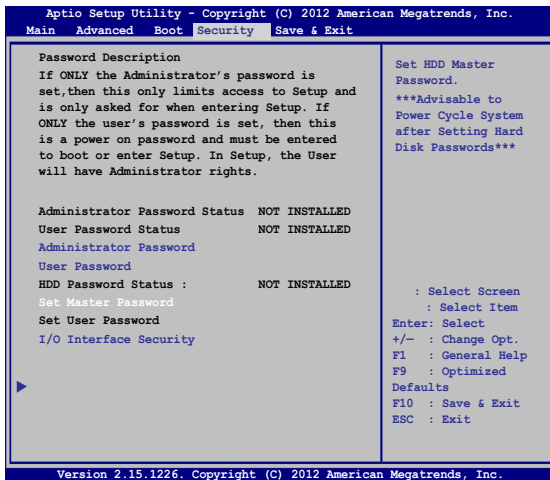 Aptio Setup Utility - Copyright (C) 2012 American Megatrends, Inc.
Main Advanced Boot Security Save & Exit
Password Description
If ONLY the Administrator's password is
set,then this only limits access to Setup and
is only asked for when entering Setup. If
ONLY the user's password is set, then this
is a power on password and must be entered
to boot or enter Setup. In Setup, the User
will have Administrator rights.
Administrator Password Status NOT INSTALLED
User Password Status NOT INSTALLED
Administrator Password
User Password
HDD Password Status : NOT INSTALLED
Set Master Password
Set User Password
I/O Interface Security
Set HDD Master
Password.
***Advisable to
Power Cycle System
after Setting Hard
Disk Passwords***
: Select Screen
: Select Item
Enter: Select
+/— : Change Opt.
F1 : General Help
F9 : Optimized
Defaults
F10 : Save & Exit
ESC : Exit
Version 2.15.1226. Copyright (C) 2012 American Megatrends, Inc.